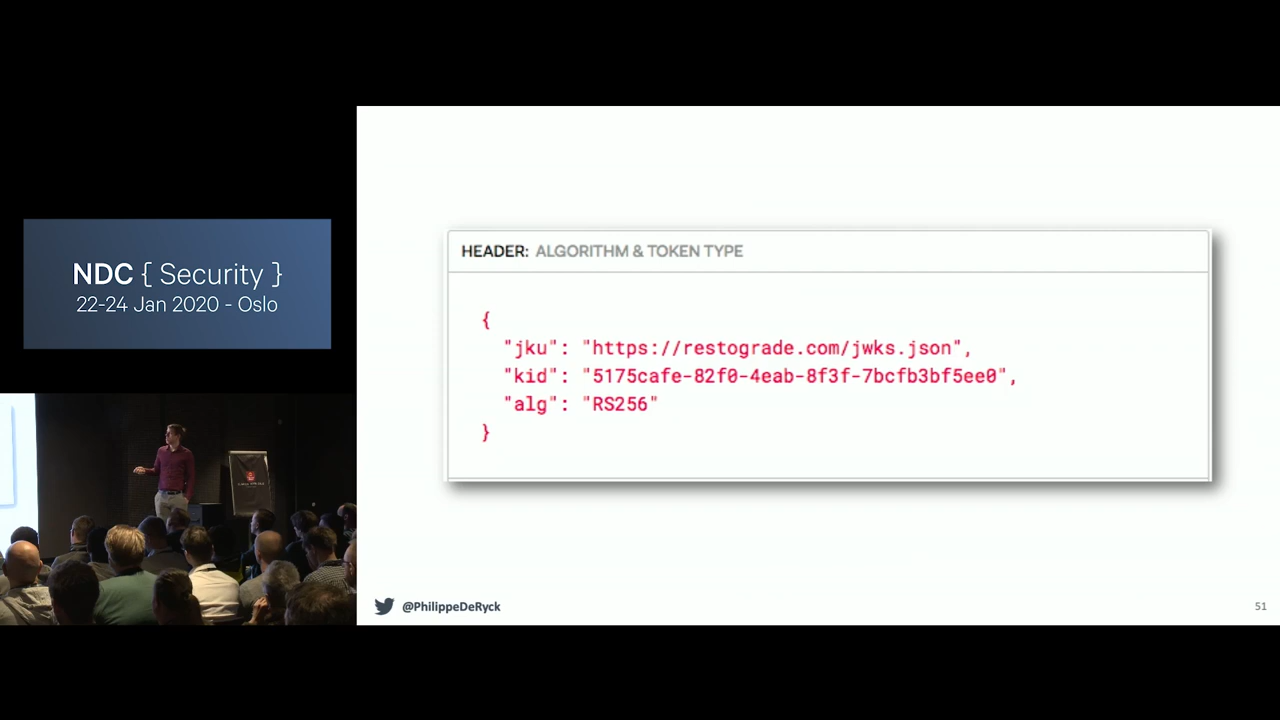 NDC { Security }
22-24 Jan 2020 - Oslo
HEADER: ALGORITHM & TOKEN TYPE
{
"jku": "https://restograde.com/jwks.json",
"kid": "5175cafe-82f0-4eab-8f3f-7bcfb3bf5ee0",
"alg": "RS256"
}
@PhilippeDeRyck
51